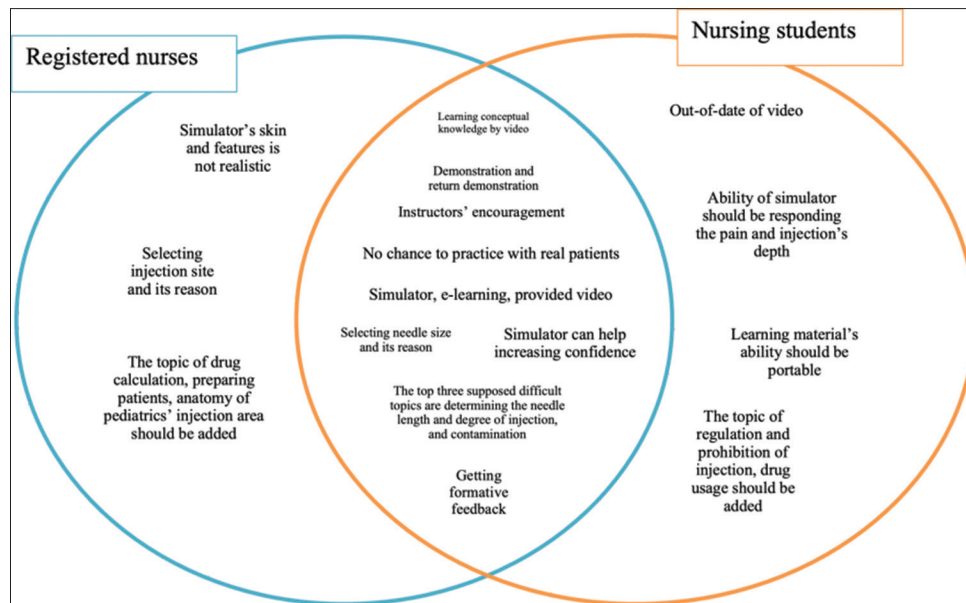 Registered nurses
Nursing students
Simulator's skin
and features is
not realistic
Selecting
injection site
and its reason
The topic of drug
calculation, preparing
patients, anatomy of
pediatrics' injection area
should be added
Learning conceptual
knowledge by video
Demonstration and
return demonstration
Instructors' encouragement
No chance to practice with real patients
Simulator, e-learning, provided video
Selecting needle size
and its reason
Simulator can help
increasing confidence
The top three supposed difficult
topics are determining the needle
length and degree of injection,
and contamination
Getting
formative
feedback
Out-of-date of video
Ability of simulator
should be responding
the pain and injection's
depth
Learning material's
ability should be
portable
The topic of
regulation and
prohibition of
injection, drug
usage should be
added